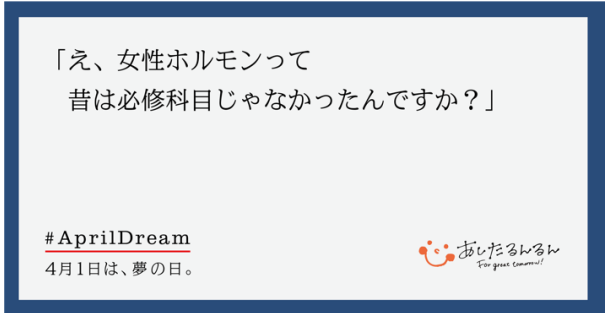 「え、女性ホルモンって
昔は必修科目じゃなかったんですか？」
#AprilDream
4月1日は、夢の日。
あしたるんるん
For great tomorrow!